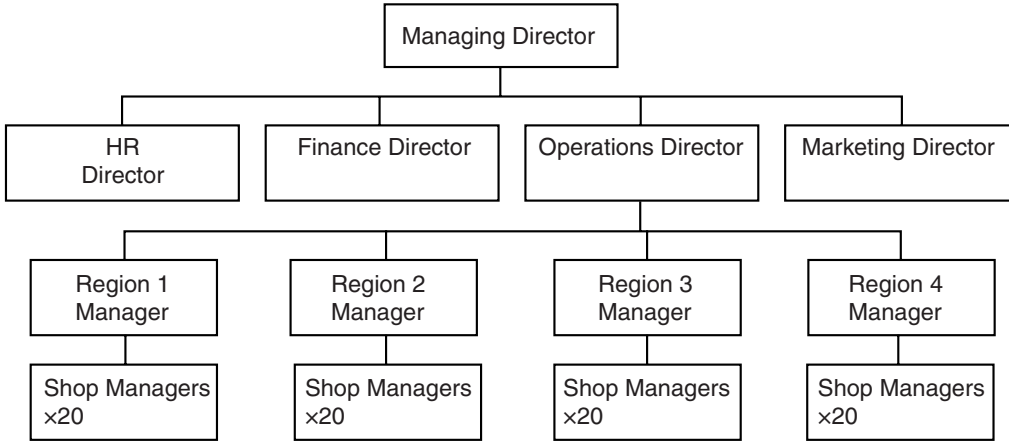 Managing Director
HR
Director
Finance Director
Operations Director
Marketing Director
Region 1
Manager
Region 2
Manager
Region 3
Manager
Region 4
Manager
Shop Managers
×20
Shop Managers
×20
Shop Managers
×20
Shop Managers
×20